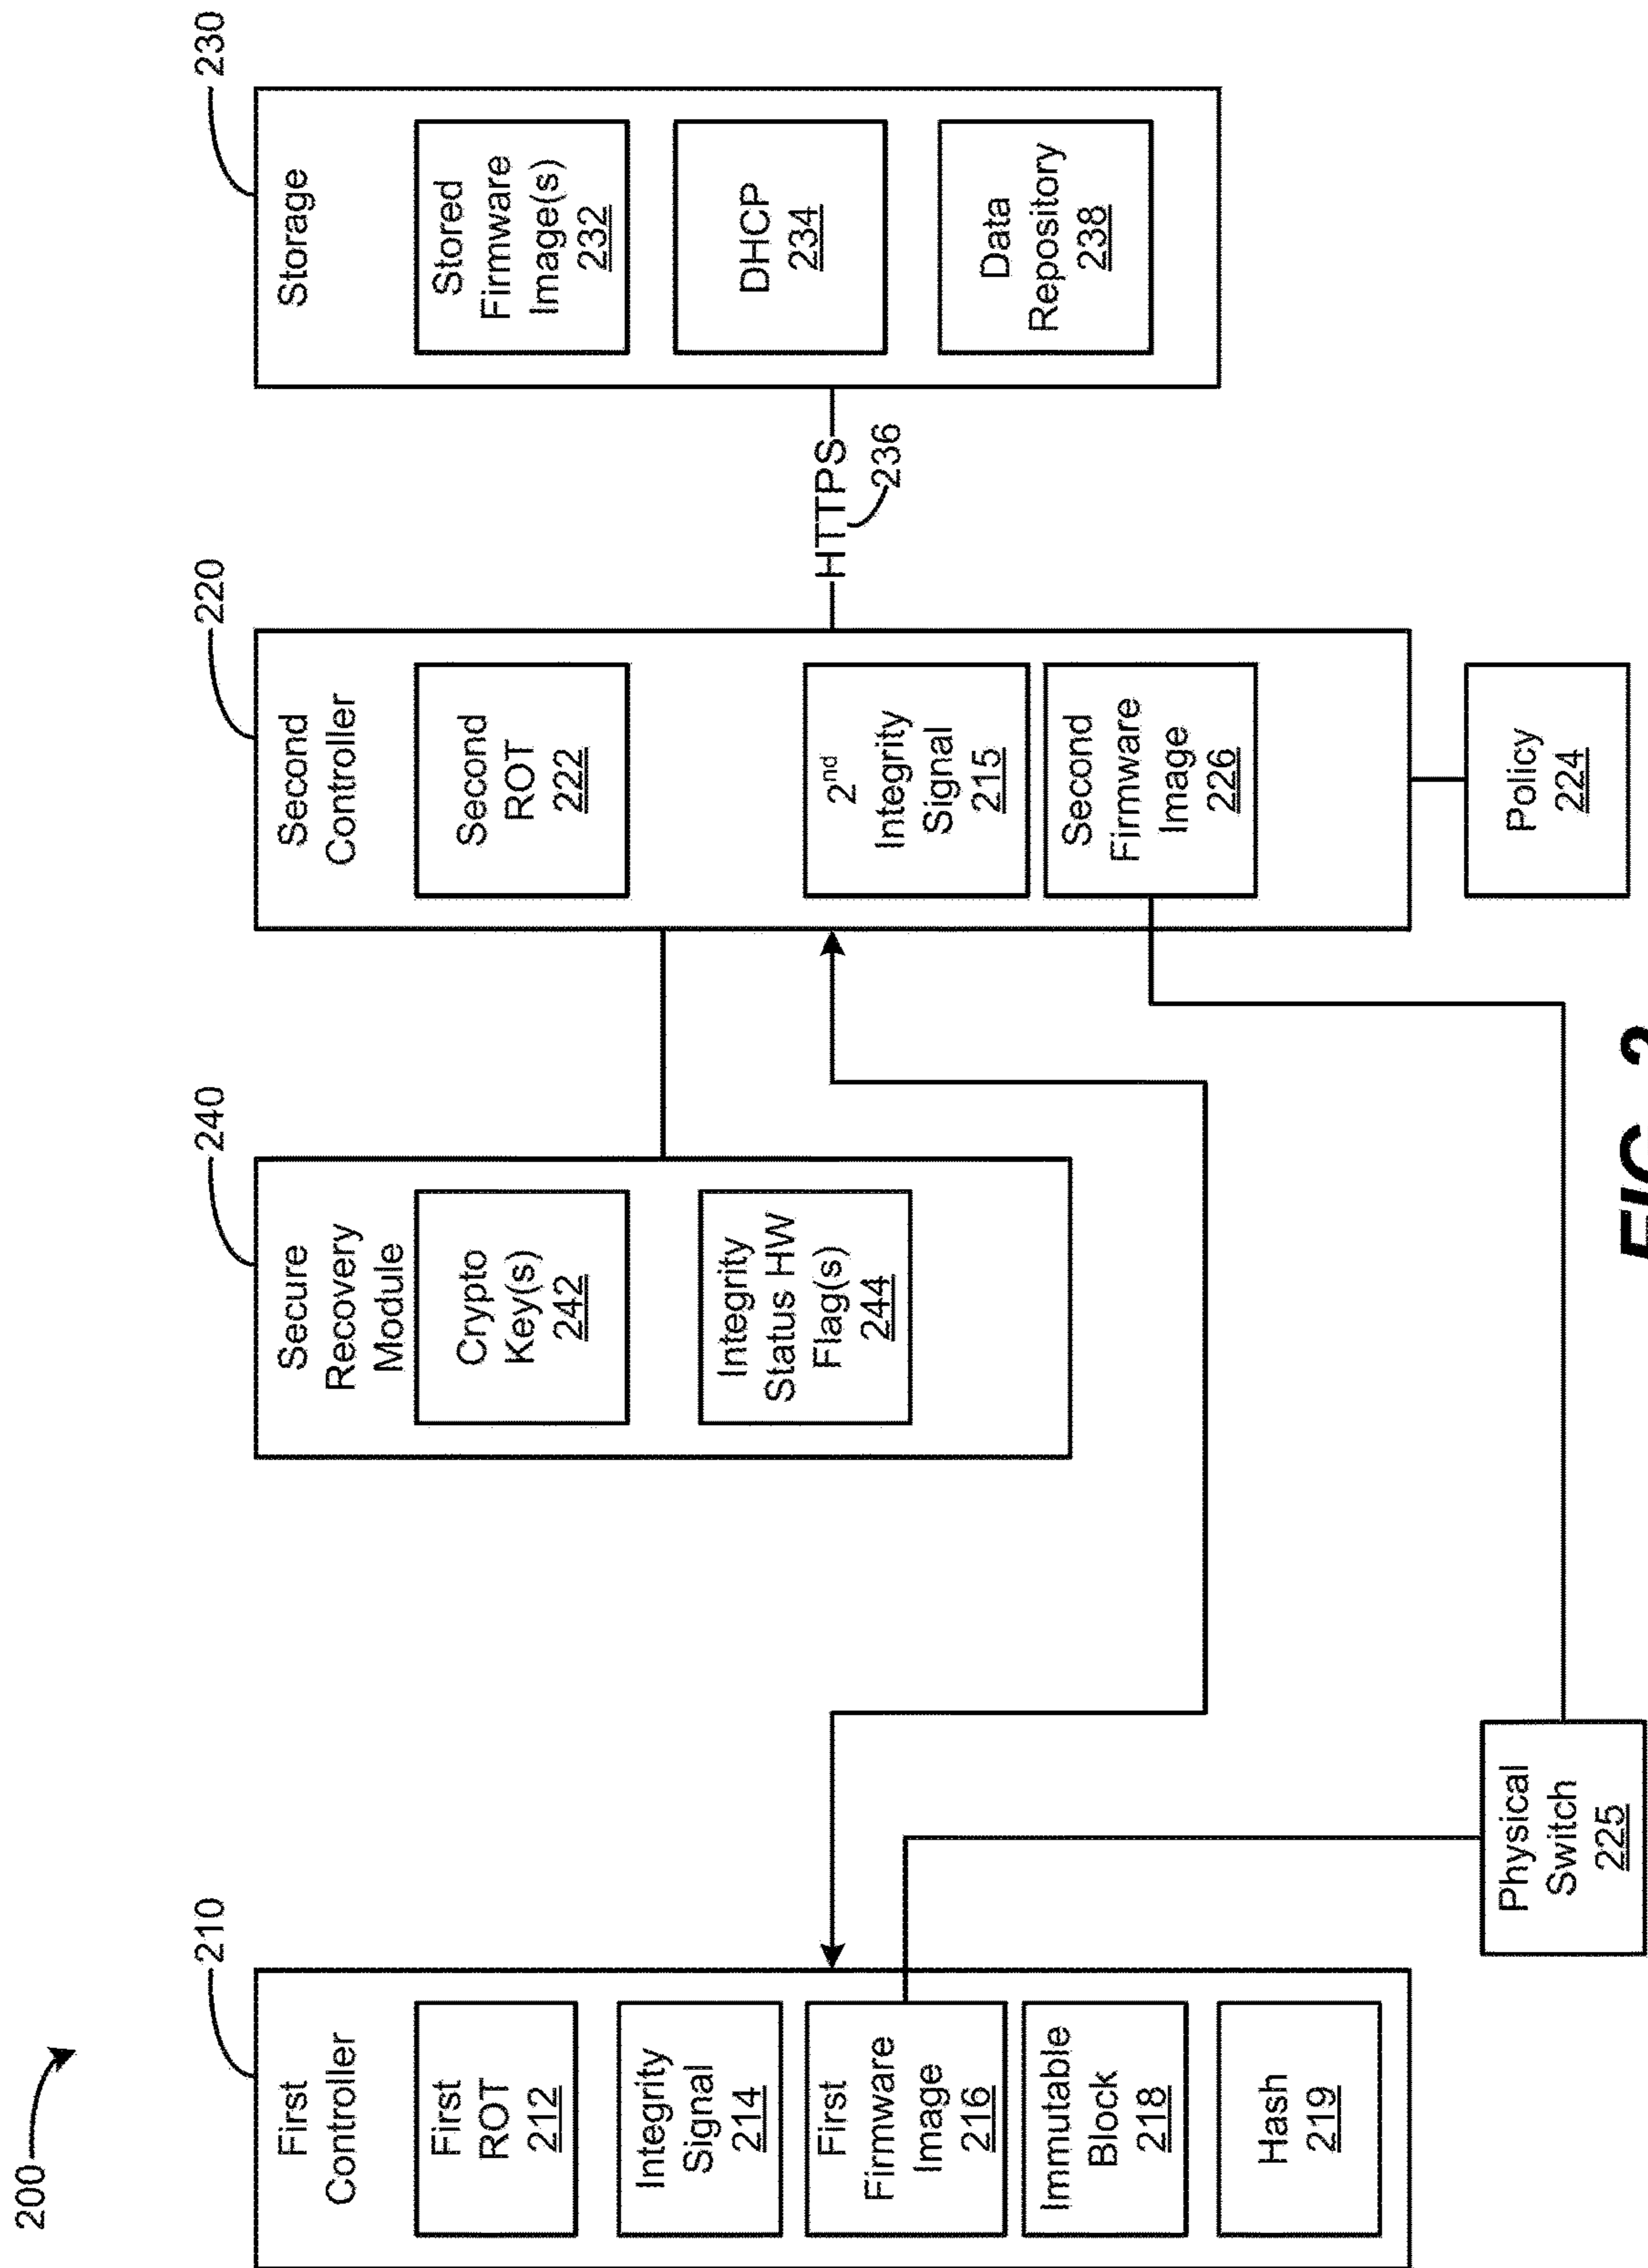 200
210
First
Controller
First
ROT
212
Integrity
Signal
214
First
Firmware
Image
216
Immutable
Block
218
Hash
219
240
Secure
Recovery
Module
Crypto
Key(s)
242
Integrity
Status HW
Flag(s)
244
220
Second
Controller
Second
ROT
222
2nd
Integrity
Signal
215
Second
Firmware
Image
226
230
Storage
Stored
Firmware
Image(s)
232
DHCP
234
Data
Repository
238
HTTPS
236
Physical
Switch
225
Policy
224
FIG. 2